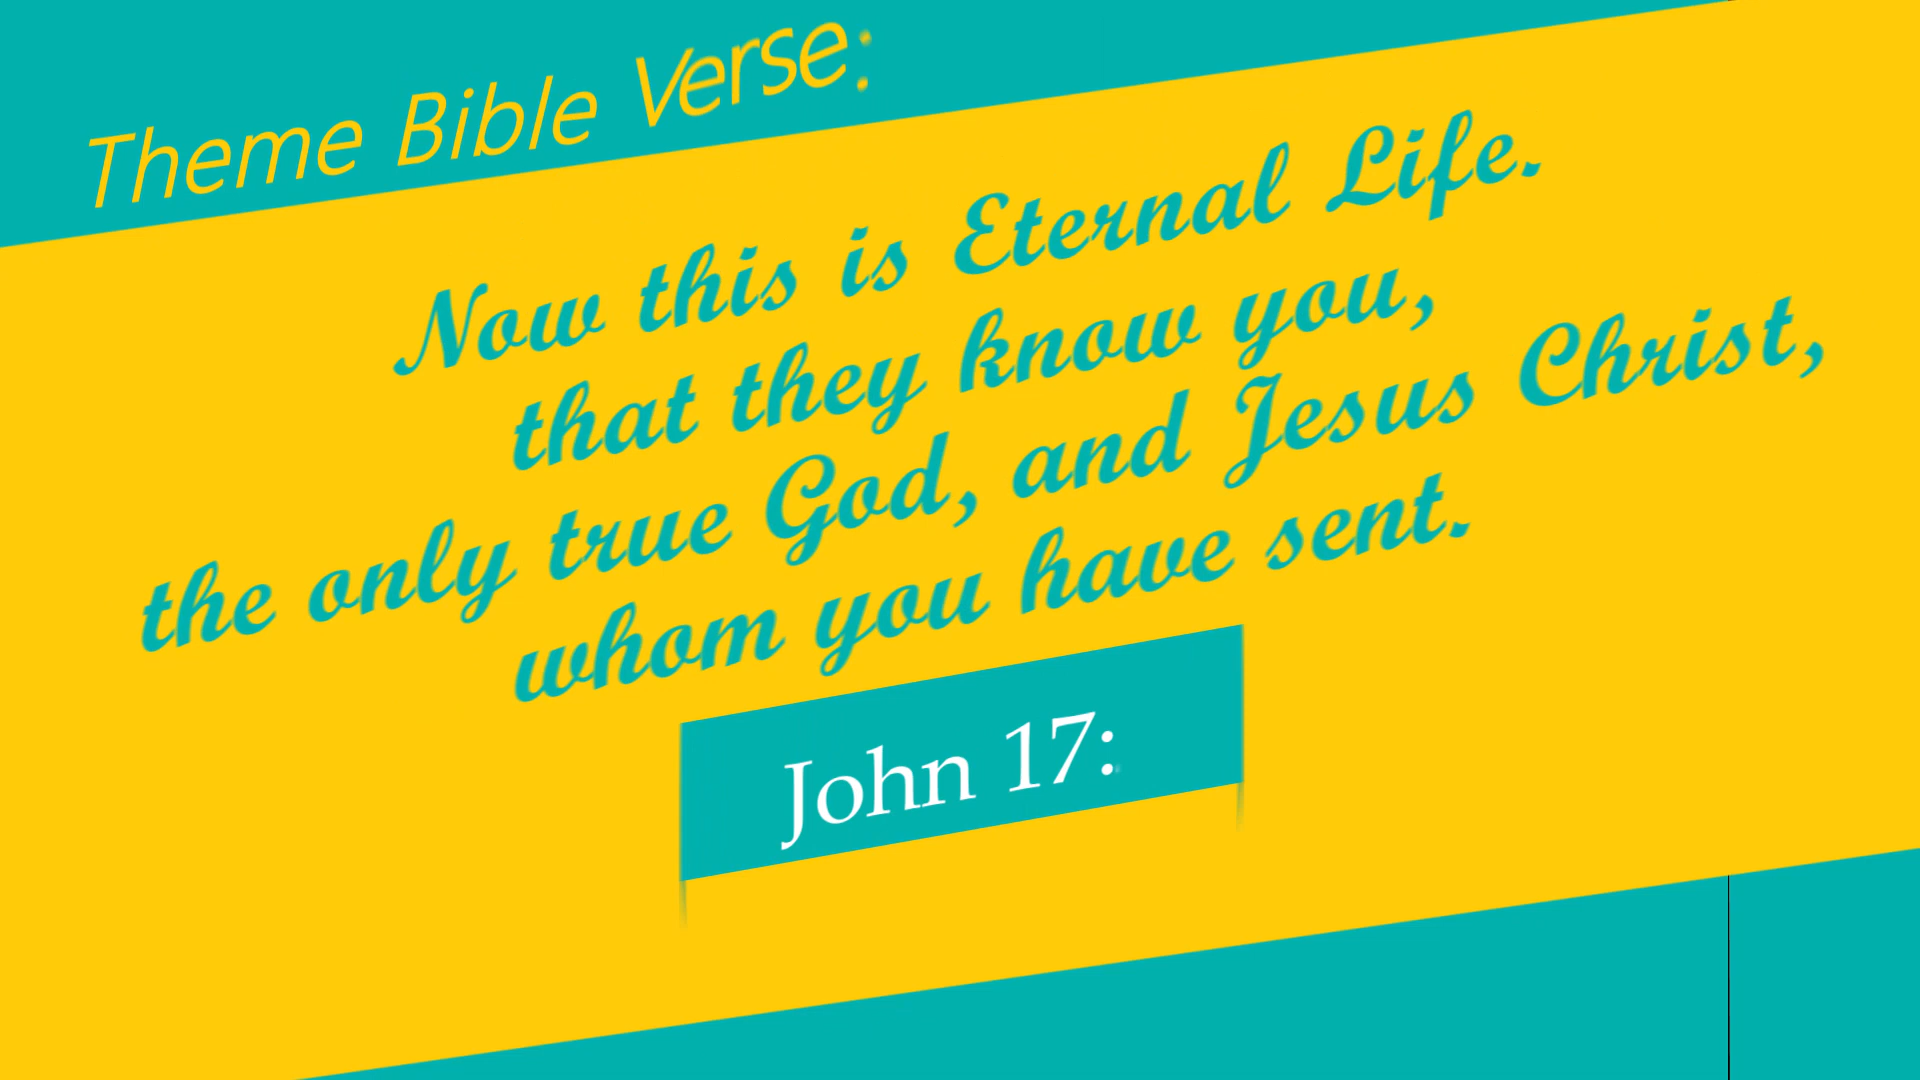 Theme Bible Verse:
Now this is Eternal Life.
that they know you,
the only true God, and Jesus Christ,
whom you have sent.
John 17: